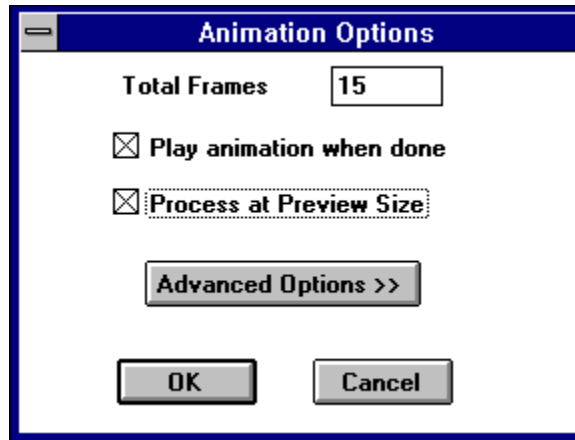 Animation Options
Total Frames 15
Play animation when done
Process at Preview Size
Advanced Options >>
OK Cancel